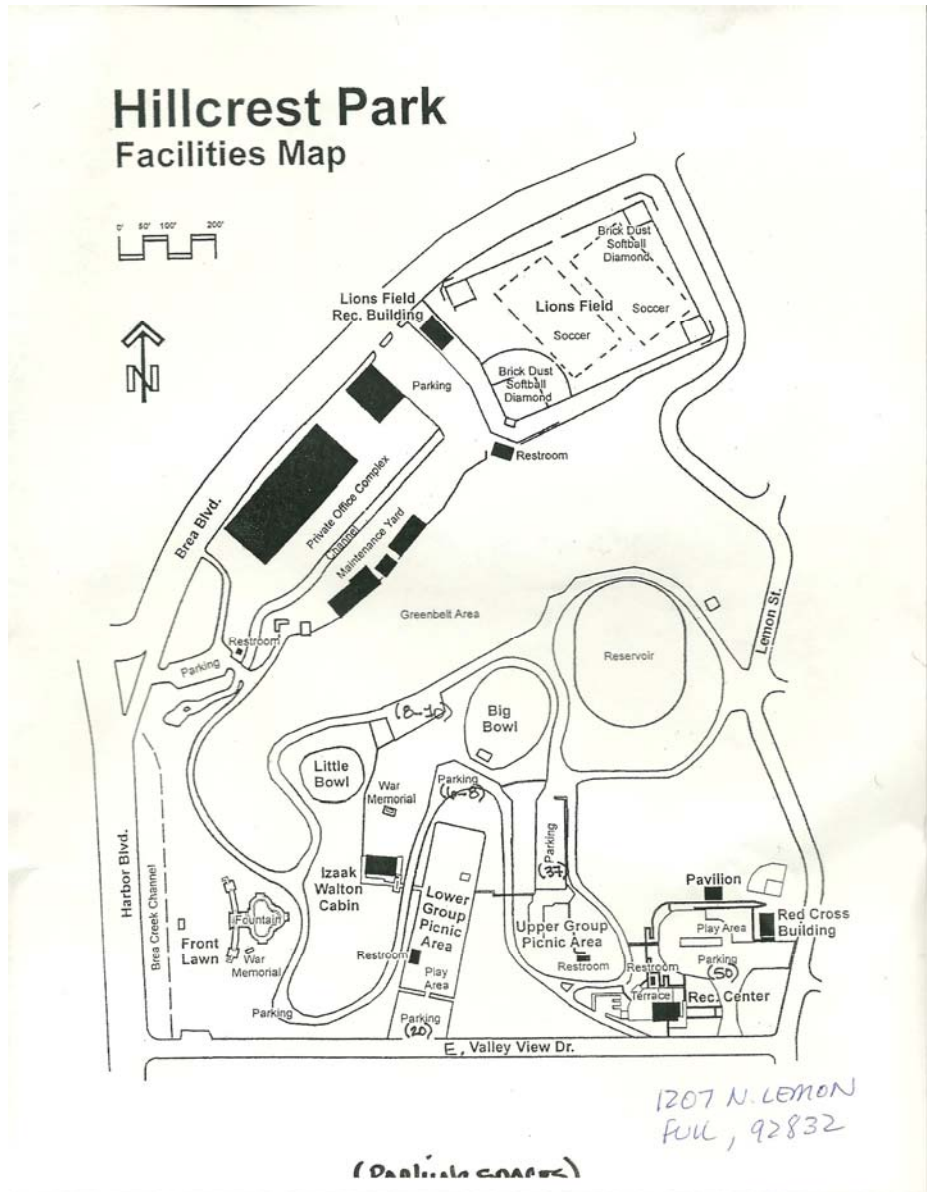 Hillcrest Park
Facilities Map
0' 50' 100' 200'
N
Brick Dust
Softball
Diamond
Lions Field
Rec. Building
Lions Field
Soccer
Soccer
Parking
Brick Dust
Softball
Diamond
Restroom
Private Office Complex
Brea Blvd.
Channel
Maintenance Yard
Greenbelt Area
Lemon St.
Restroom
Parking
Reservoir
(8-10)
Big
Bowl
Little
Bowl
Parking
(6-8)
War
Memorial
Parking
(37)
Harbor Blvd.
Brea Creek Channel
Izaak
Walton
Cabin
Lower
Group
Picnic
Area
Pavilion
Red Cross
Building
Fountain
Upper Group
Picnic Area
Play Area
Front
Lawn
War
Memorial
Restroom
Play
Area
Restroom
Restroom
Parking
(50)
Terrace
Rec. Center
Parking
Parking
(20)
E. Valley View Dr.
1207 N. LEMON
FULL, 92832
(Parking spaces)